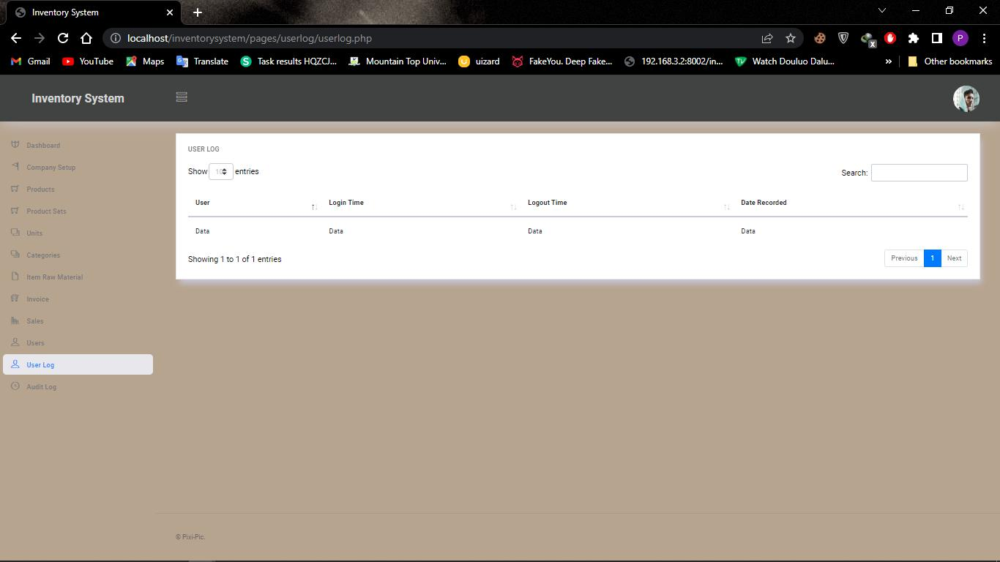 Inventory System
localhost/inventorysystem/pages/userlog/userlog.php
P
Gmail YouTube Maps Translate Task results HQZCJ... Mountain Top Univ... uizard FakeYou. Deep Fake... 192.168.3.2:8002/in... Watch Douluo Dalu... » Other bookmarks
Inventory System
Dashboard
Company Setup
Products
Product Sets
Units
Categories
Item Raw Material
Invoice
Sales
Users
User Log
Audit Log
USER LOG
Show 10 entries Search:
User Login Time Logout Time Date Recorded
Data Data Data Data
Showing 1 to 1 of 1 entries Previous 1 Next
© Pixi-Pic.